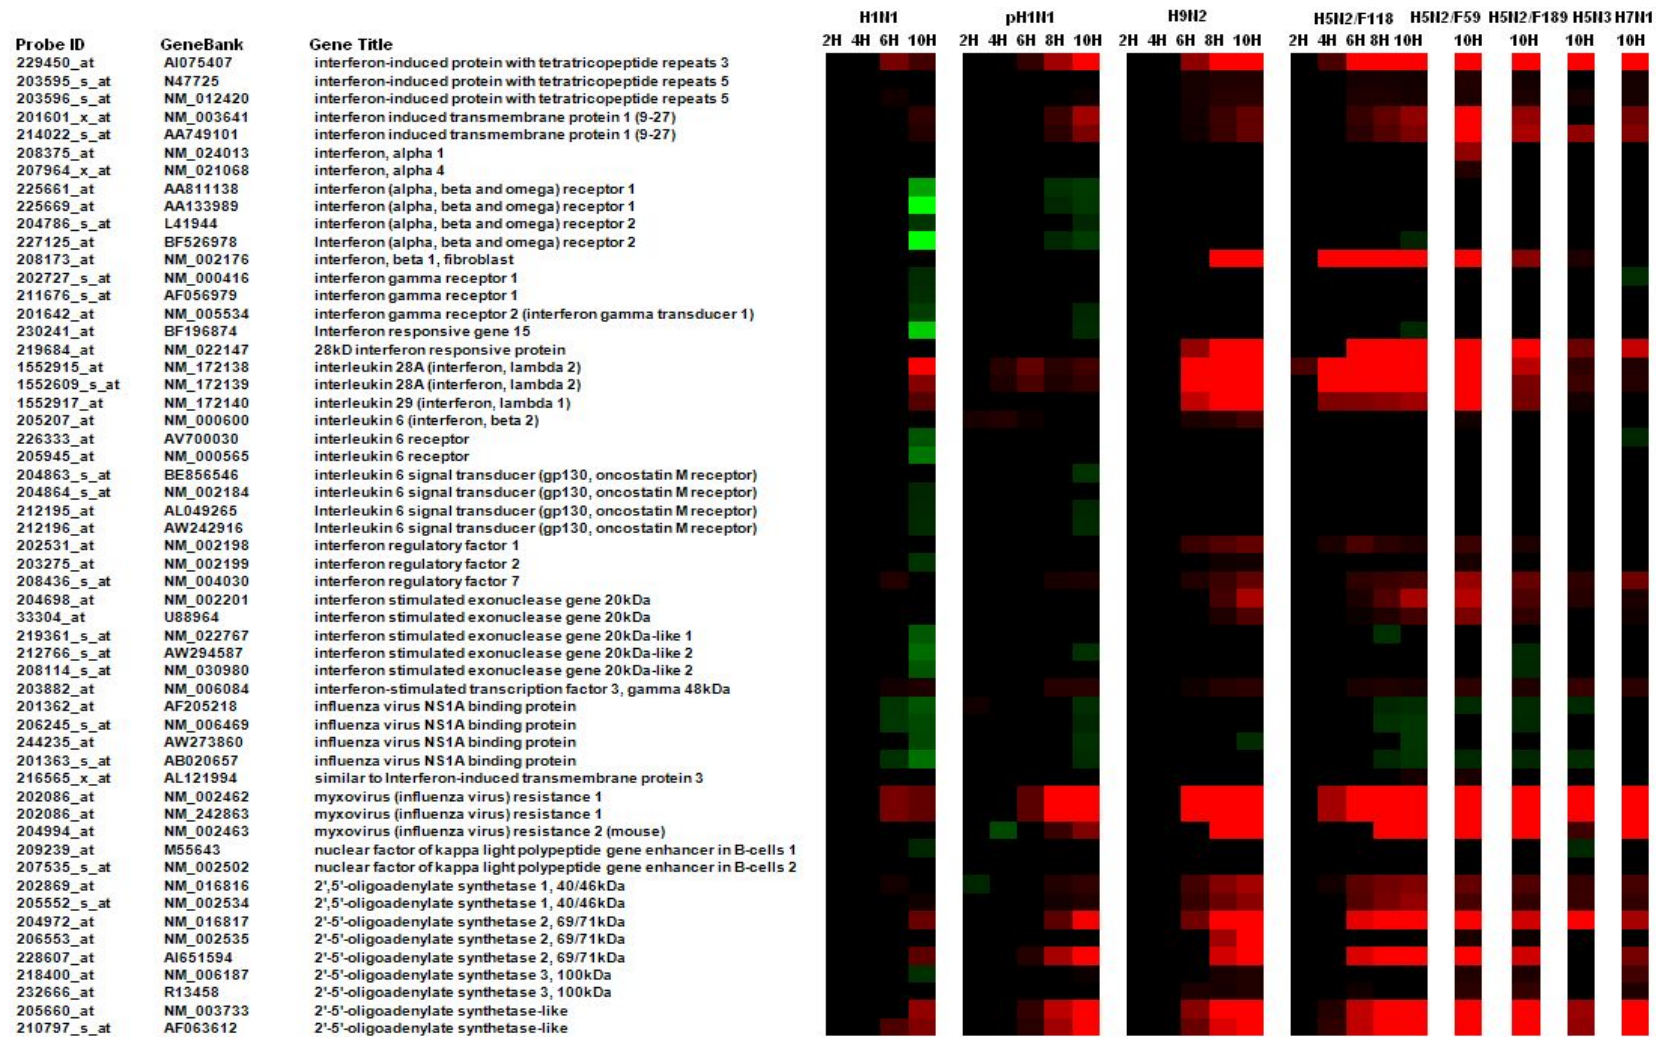 H1N1 pH1N1 H9N2 H5N2/F118 H5N2/F59 H5N2/F189 H5N3 H7N1
Probe ID GeneBank Gene Title 2H 4H 6H 10H 2H 4H 6H 8H 10H 2H 4H 6H 8H 10H 2H 4H 6H 8H 10H 10H 10H 10H 10H
229450_at AI075407 interferon-induced protein with tetratricopeptide repeats 3
203595_s_at N47725 interferon-induced protein with tetratricopeptide repeats 5
203596_s_at NM_012420 interferon-induced protein with tetratricopeptide repeats 5
201601_x_at NM_003641 interferon induced transmembrane protein 1 (9-27)
214022_s_at AA749101 interferon induced transmembrane protein 1 (9-27)
208375_at NM_024013 interferon, alpha 1
207964_x_at NM_021068 interferon, alpha 4
225661_at AA811138 interferon (alpha, beta and omega) receptor 1
225669_at AA133989 interferon (alpha, beta and omega) receptor 1
204786_s_at L41944 interferon (alpha, beta and omega) receptor 2
227125_at BF526978 Interferon (alpha, beta and omega) receptor 2
208173_at NM_002176 interferon, beta 1, fibroblast
202727_s_at NM_000416 interferon gamma receptor 1
211676_s_at AF056979 interferon gamma receptor 1
201642_at NM_005534 interferon gamma receptor 2 (interferon gamma transducer 1)
230241_at BF196874 Interferon responsive gene 15
219684_at NM_022147 28kD interferon responsive protein
1552915_at NM_172138 interleukin 28A (interferon, lambda 2)
1552609_s_at NM_172139 interleukin 28A (interferon, lambda 2)
1552917_at NM_172140 interleukin 29 (interferon, lambda 1)
205207_at NM_000600 interleukin 6 (interferon, beta 2)
226333_at AV700030 interleukin 6 receptor
205945_at NM_000565 interleukin 6 receptor
204863_s_at BE856546 interleukin 6 signal transducer (gp130, oncostatin M receptor)
204864_s_at NM_002184 interleukin 6 signal transducer (gp130, oncostatin M receptor)
212195_at AL049265 Interleukin 6 signal transducer (gp130, oncostatin M receptor)
212196_at AW242916 Interleukin 6 signal transducer (gp130, oncostatin M receptor)
202531_at NM_002198 interferon regulatory factor 1
203275_at NM_002199 interferon regulatory factor 2
208436_s_at NM_004030 interferon regulatory factor 7
204698_at NM_002201 interferon stimulated exonuclease gene 20kDa
33304_at U88964 interferon stimulated exonuclease gene 20kDa
219361_s_at NM_022767 interferon stimulated exonuclease gene 20kDa-like 1
212766_s_at AW294587 interferon stimulated exonuclease gene 20kDa-like 2
208114_s_at NM_030980 interferon stimulated exonuclease gene 20kDa-like 2
203882_at NM_006084 interferon-stimulated transcription factor 3, gamma 48kDa
201362_at AF205218 influenza virus NS1A binding protein
206245_s_at NM_006469 influenza virus NS1A binding protein
244235_at AW273860 influenza virus NS1A binding protein
201363_s_at AB020657 influenza virus NS1A binding protein
216565_x_at AL121994 similar to Interferon-induced transmembrane protein 3
202086_at NM_002462 myxovirus (influenza virus) resistance 1
202086_at NM_242863 myxovirus (influenza virus) resistance 1
204994_at NM_002463 myxovirus (influenza virus) resistance 2 (mouse)
209239_at M55643 nuclear factor of kappa light polypeptide gene enhancer in B-cells 1
207535_s_at NM_002502 nuclear factor of kappa light polypeptide gene enhancer in B-cells 2
202869_at NM_016816 2',5'-oligoadenylate synthetase 1, 40/46kDa
205552_s_at NM_002534 2',5'-oligoadenylate synthetase 1, 40/46kDa
204972_at NM_016817 2'-5'-oligoadenylate synthetase 2, 69/71kDa
206553_at NM_002535 2'-5'-oligoadenylate synthetase 2, 69/71kDa
228607_at AI651594 2'-5'-oligoadenylate synthetase 2, 69/71kDa
218400_at NM_006187 2'-5'-oligoadenylate synthetase 3, 100kDa
232666_at R13458 2'-5'-oligoadenylate synthetase 3, 100kDa
205660_at NM_003733 2'-5'-oligoadenylate synthetase-like
210797_s_at AF063612 2'-5'-oligoadenylate synthetase-like